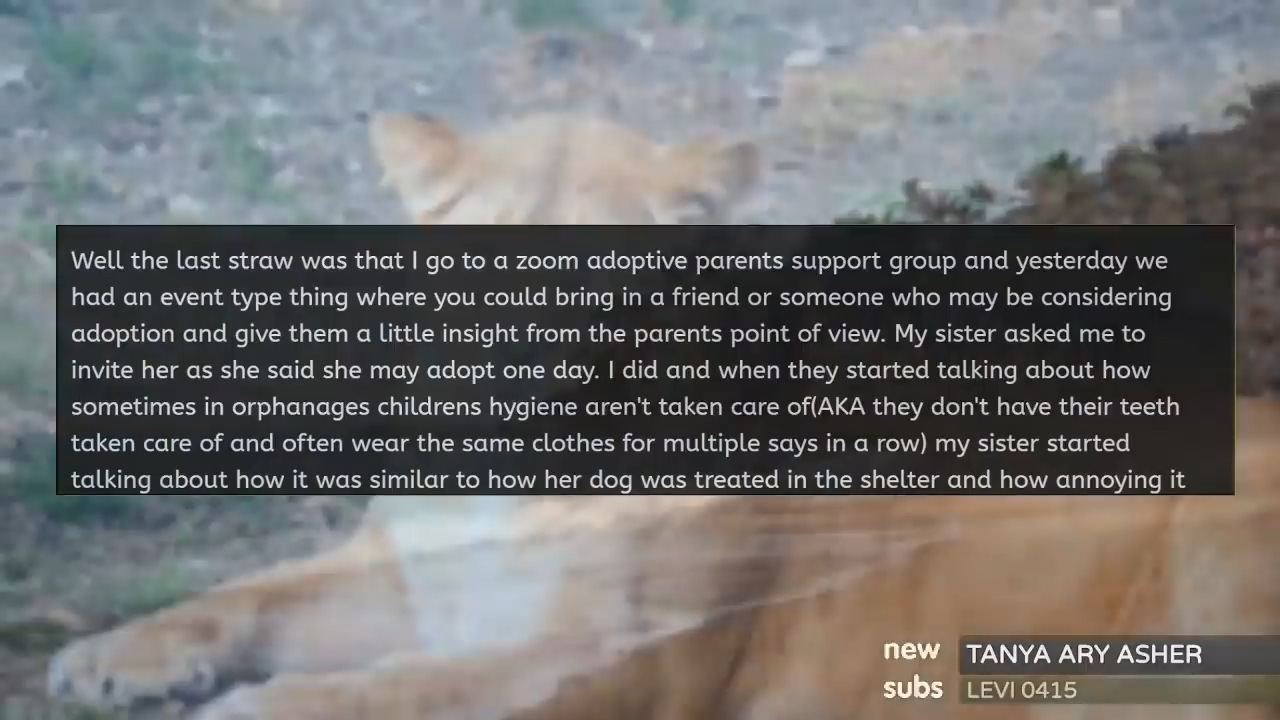 Well the last straw was that I go to a zoom adoptive parents support group and yesterday we
had an event type thing where you could bring in a friend or someone who may be considering
adoption and give them a little insight from the parents point of view. My sister asked me to
invite her as she said she may adopt one day. I did and when they started talking about how
sometimes in orphanages childrens hygiene aren't taken care of(AKA they don't have their teeth
taken care of and often wear the same clothes for multiple says in a row) my sister started
talking about how it was similar to how her dog was treated in the shelter and how annoying it
new
TANYA ARY ASHER
subs
LEVI 0415